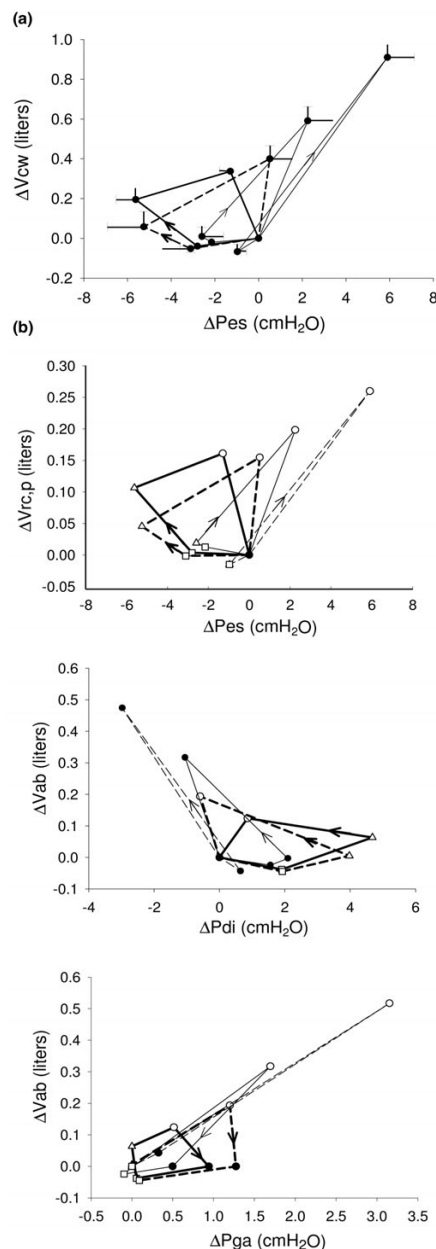 (a)
1.0
0.8
0.6
0.4
0.2
0.0
-0.2
ΔVcw (liters)
-8 -6 -4 -2 0 2 4 6 8
ΔPes (cmH₂O)
(b)
0.30
0.25
0.20
0.15
0.10
0.05
0.00
-0.05
ΔVrc,p (liters)
-8 -6 -4 -2 0 2 4 6 8
ΔPes (cmH₂O)
0.6
0.5
0.4
0.3
0.2
0.1
0.0
-0.1
ΔVab (liters)
-4 -2 0 2 4 6
ΔPdi (cmH₂O)
0.6
0.5
0.4
0.3
0.2
0.1
0.0
-0.1
ΔVab (liters)
-0.5 0.0 0.5 1.0 1.5 2.0 2.5 3.0 3.5
ΔPga (cmH₂O)